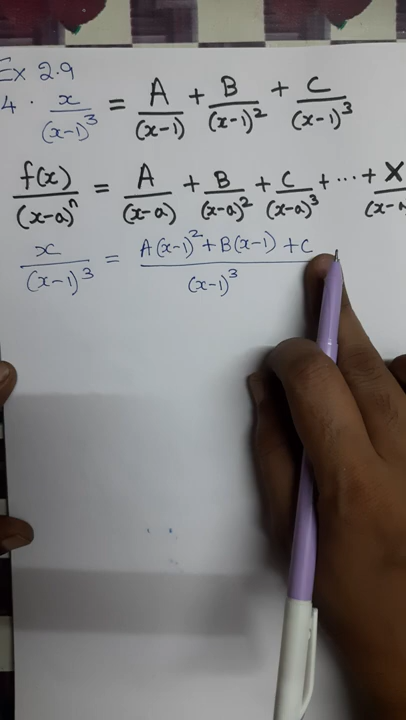 Ex 2.9
4. x/(x-1)³ = A/(x-1) + B/(x-1)² + C/(x-1)³
f(x)/(x-a)ⁿ = A/(x-a) + B/(x-a)² + C/(x-a)³ + ... + X/(x-a
x/(x-1)³ = A(x-1)² + B(x-1) + C/(x-1)³